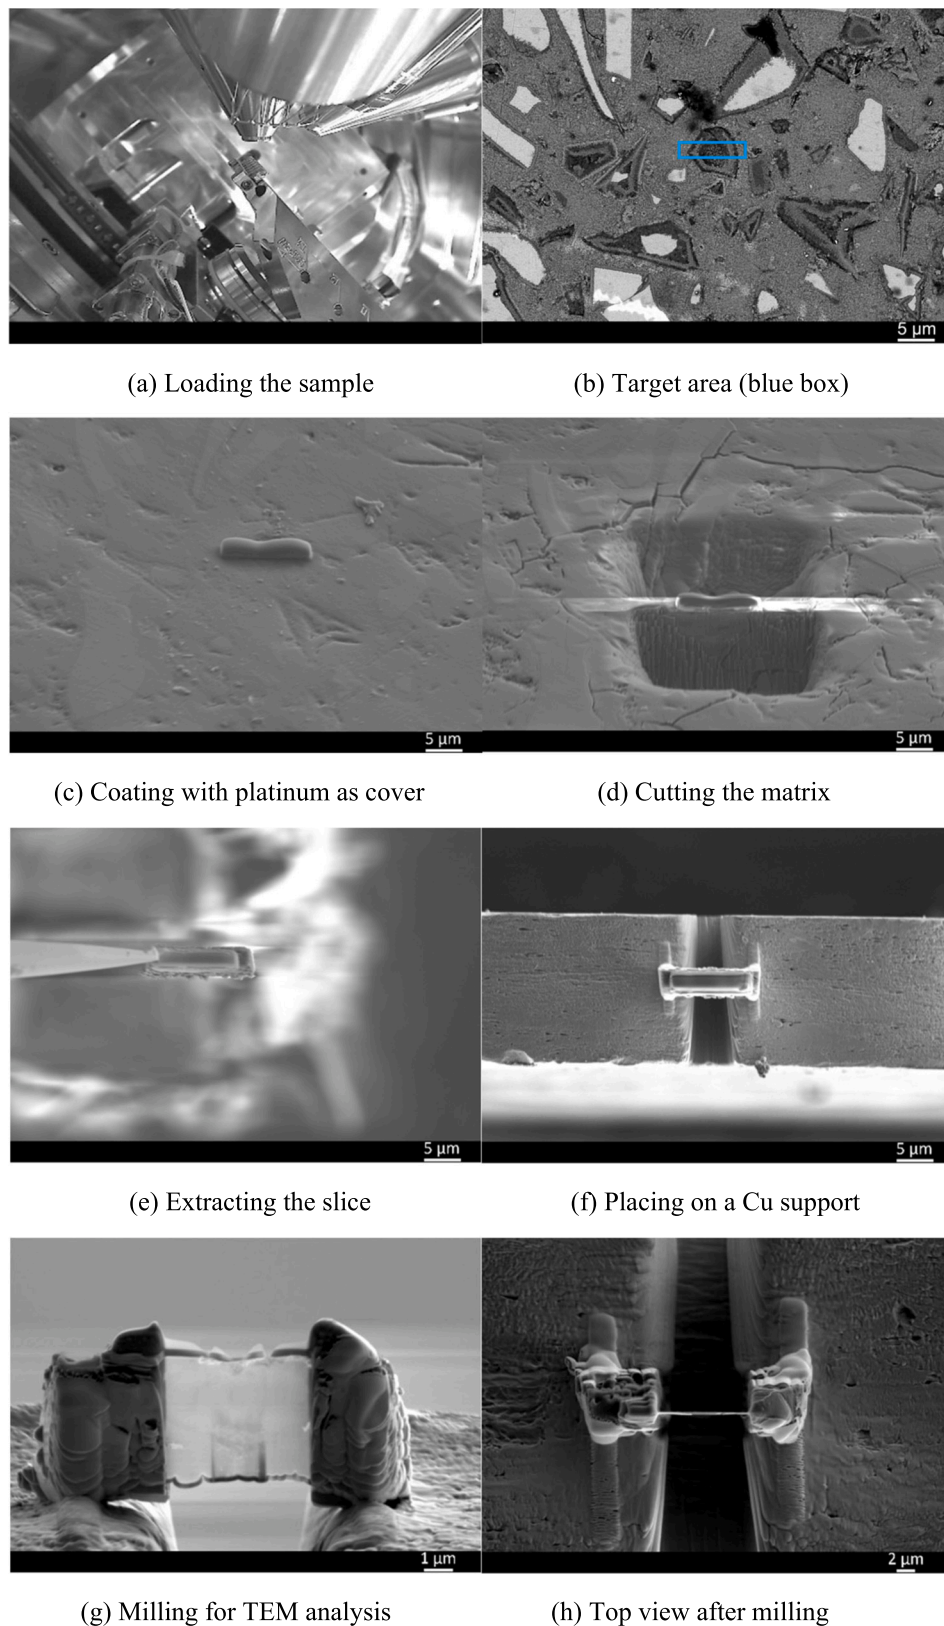 5 μm
(a) Loading the sample
(b) Target area (blue box)
5 μm
5 μm
(c) Coating with platinum as cover
(d) Cutting the matrix
5 μm
5 μm
(e) Extracting the slice
(f) Placing on a Cu support
1 μm
2 μm
(g) Milling for TEM analysis
(h) Top view after milling